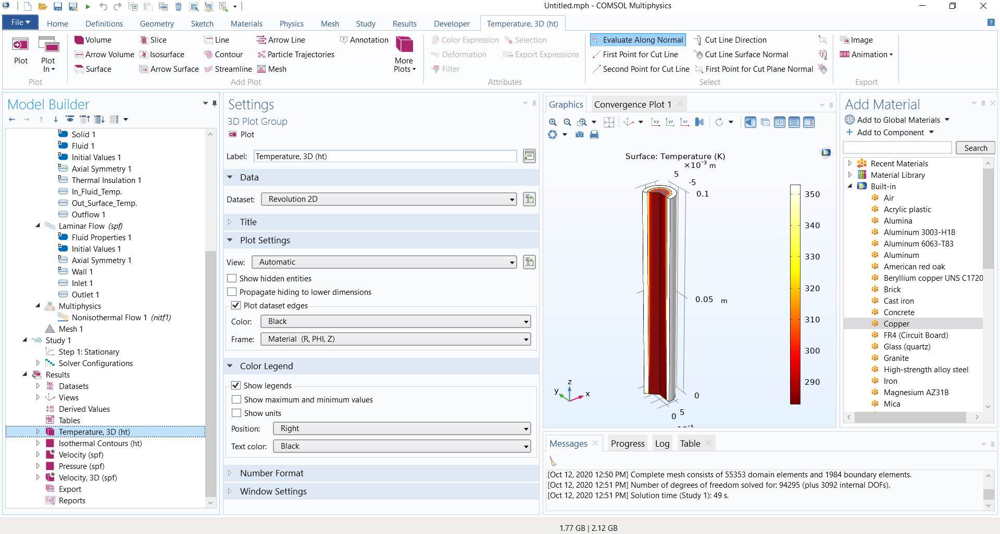 Untitled.mph - COMSOL Multiphysics
File
Home
Definitions
Geometry
Sketch
Materials
Physics
Mesh
Study
Results
Developer
Temperature, 3D (ht)
?
Plot
Plot In
Plot
Volume
Arrow Volume
Surface
Slice
Isosurface
Arrow Surface
Line
Contour
Streamline
Arrow Line
Particle Trajectories
Mesh
Annotation
More Plots
Add Plot
Color Expression
Deformation
Filter
Selection
Export Expressions
Attributes
Evaluate Along Normal
First Point for Cut Line
Second Point for Cut Line
Cut Line Direction
Cut Line Surface Normal
First Point for Cut Plane Normal
Select
Image
Animation
Export
Model Builder
Solid 1
Fluid 1
Initial Values 1
Axial Symmetry 1
Thermal Insulation 1
In_Fluid_Temp.
Out_Surface_Temp.
Outflow 1
Laminar Flow (spf)
Fluid Properties 1
Initial Values 1
Axial Symmetry 1
Wall 1
Inlet 1
Outlet 1
Multiphysics
Nonisothermal Flow 1 (nitf1)
Mesh 1
Study 1
Step 1: Stationary
Solver Configurations
Results
Datasets
Views
Derived Values
Tables
Temperature, 3D (ht)
Isothermal Contours (ht)
Velocity (spf)
Pressure (spf)
Velocity, 3D (spf)
Export
Reports
Settings
3D Plot Group
Plot
Label: Temperature, 3D (ht)
Data
Dataset: Revolution 2D
Title
Plot Settings
View: Automatic
Show hidden entities
Propagate hiding to lower dimensions
Plot dataset edges
Color: Black
Frame: Material (R, PHI, Z)
Color Legend
Show legends
Show maximum and minimum values
Show units
Position: Right
Text color: Black
Number Format
Window Settings
Graphics
Convergence Plot 1
xy
yz
xz
Surface: Temperature (K)
×10⁻³ m
5
-5
0.1
0.05 m
0
0 5
350
340
330
320
310
300
290
z
y
x
Add Material
Add to Global Materials
Add to Component
Search
Recent Materials
Material Library
Built-in
Air
Acrylic plastic
Alumina
Aluminum 3003-H18
Aluminum 6063-T83
Aluminum
American red oak
Beryllium copper UNS C1720
Brick
Cast iron
Concrete
Copper
FR4 (Circuit Board)
Glass (quartz)
Granite
High-strength alloy steel
Iron
Magnesium AZ31B
Mica
Messages
Progress
Log
Table
[Oct 12, 2020 12:50 PM] Complete mesh consists of 55353 domain elements and 1984 boundary elements.
[Oct 12, 2020 12:51 PM] Number of degrees of freedom solved for: 94295 (plus 3092 internal DOFs).
[Oct 12, 2020 12:51 PM] Solution time (Study 1): 49 s.
1.77 GB | 2.12 GB